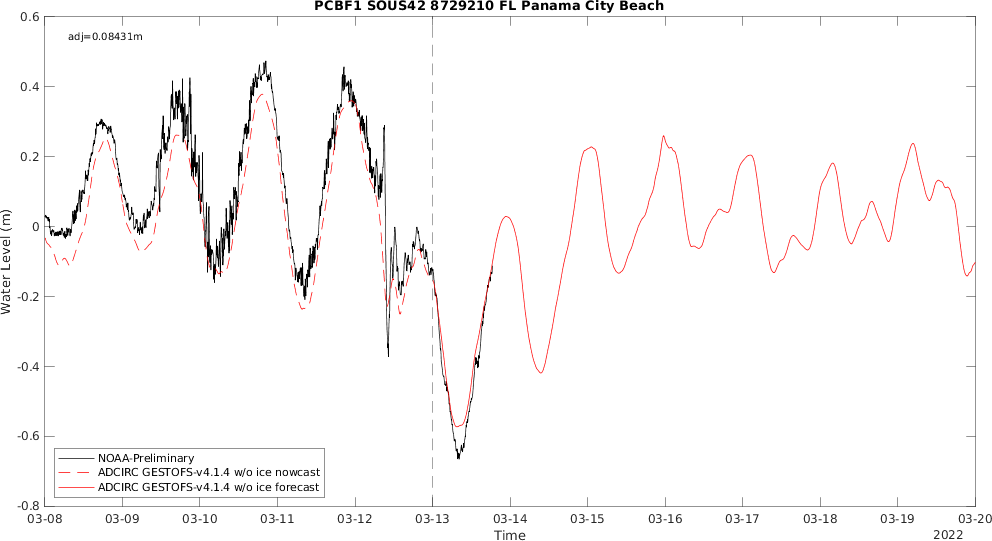 PCBF1 SOUS42 8729210 FL Panama City Beach
adj=0.08431m
0.6
0.4
0.2
0
-0.2
-0.4
-0.6
-0.8
Water Level (m)
NOAA-Preliminary
ADCIRC GESTOFS-v4.1.4 w/o ice nowcast
ADCIRC GESTOFS-v4.1.4 w/o ice forecast
03-08 03-09 03-10 03-11 03-12 03-13 03-14 03-15 03-16 03-17 03-18 03-19 03-20
Time
2022